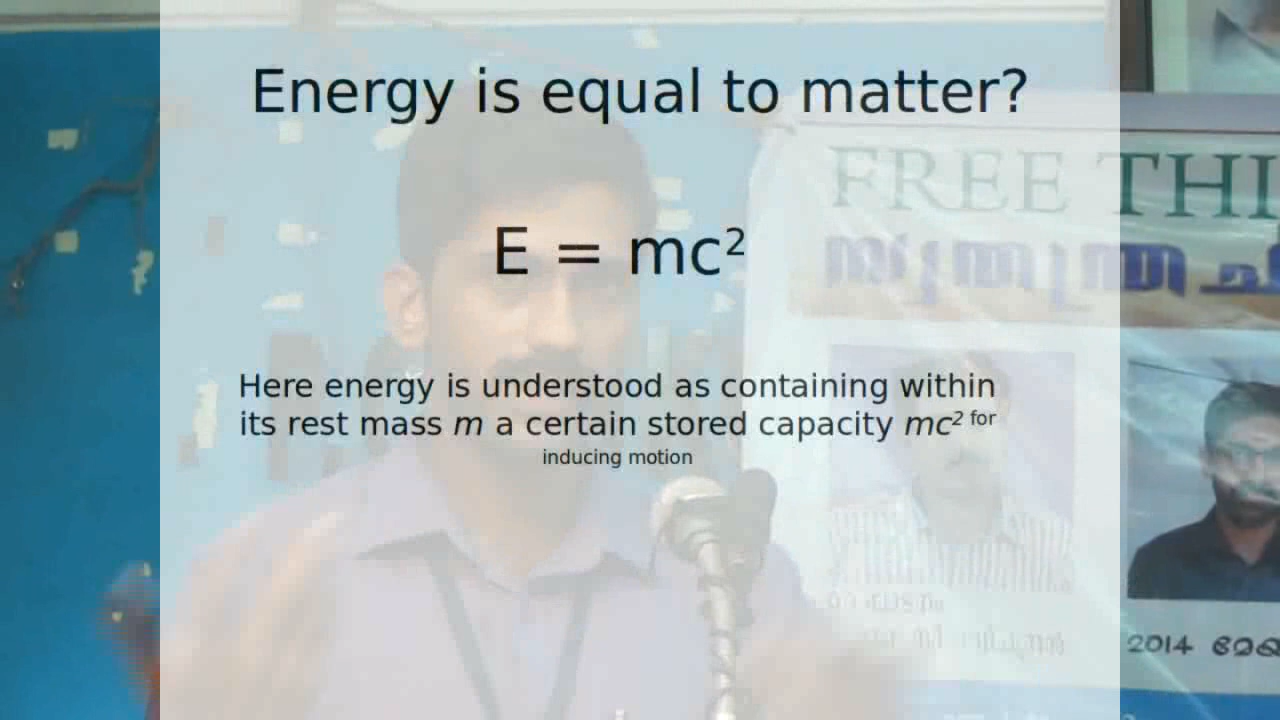 Energy is equal to matter?
E = mc²
Here energy is understood as containing within
its rest mass m a certain stored capacity mc² for
inducing motion
FREE THI
2014 മേയ